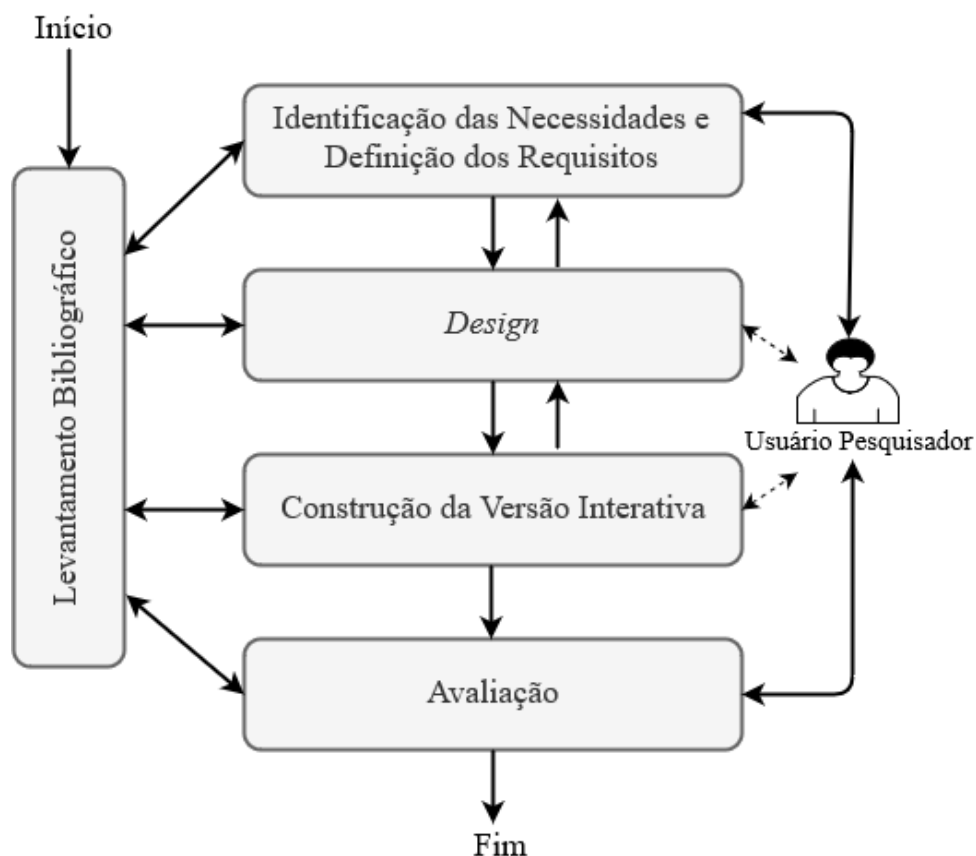 Início
Identificação das Necessidades e
Definição dos Requisitos
Levantamento Bibliográfico
Design
Usuário Pesquisador
Construção da Versão Interativa
Avaliação
Fim